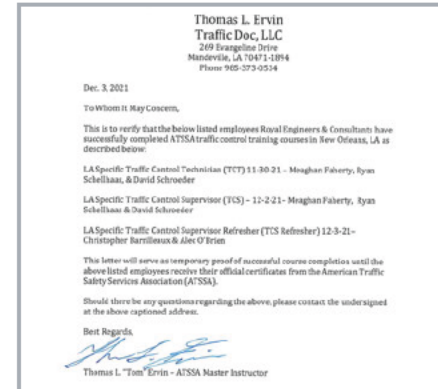 Thomas L. Ervin
Traffic Doc, LLC
269 Evangeline Drive
Mandeville, LA 70471-1894
Phone 985-373-0534
Dec. 3, 2021
To Whom It May Concern,
This is to verify that the below listed employees Royal Engineers & Consultants have
successfully completed ATSSA traffic control training courses in New Orleans, LA as
described below:
LA Specific Traffic Control Technician (TCT) 11-30-21 – Meaghan Faherty, Ryan
Schellhaas, & David Schroeder
LA Specific Traffic Control Supervisor (TCS) – 12-2-21- Meaghan Faherty, Ryan
Schellhaas & David Schroeder
LA Specific Traffic Control Supervisor Refresher (TCS Refresher) 12-3-21–
Christopher Barrilleaux & Alec O'Brien
This letter will serve as temporary proof of successful course completion until the
above listed employees receive their official certificates from the American Traffic
Safety Services Association (ATSSA).
Should there be any questions regarding the above, please contact the undersigned
at the above captioned address.
Best Regards,
Thomas L. "Tom" Ervin – ATSSA Master Instructor